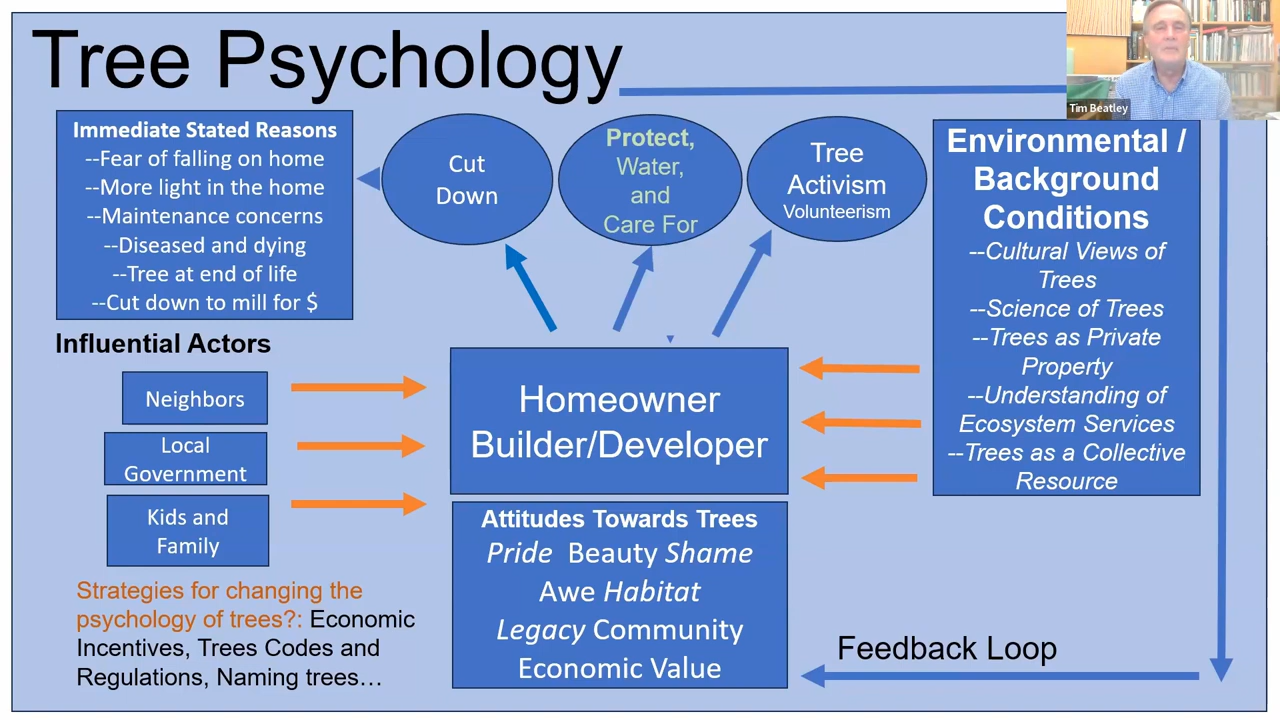 Tree Psychology
Tim Beatley
Immediate Stated Reasons
--Fear of falling on home
--More light in the home
--Maintenance concerns
--Diseased and dying
--Tree at end of life
--Cut down to mill for $
Cut
Down
Protect,
Water,
and
Care For
Tree
Activism
Volunteerism
Environmental /
Background
Conditions
--Cultural Views of
Trees
--Science of Trees
--Trees as Private
Property
--Understanding of
Ecosystem Services
--Trees as a Collective
Resource
Influential Actors
Neighbors
Local
Government
Kids and
Family
Homeowner
Builder/Developer
Attitudes Towards Trees
Pride Beauty Shame
Awe Habitat
Legacy Community
Economic Value
Strategies for changing the
psychology of trees?: Economic
Incentives, Trees Codes and
Regulations, Naming trees…
Feedback Loop